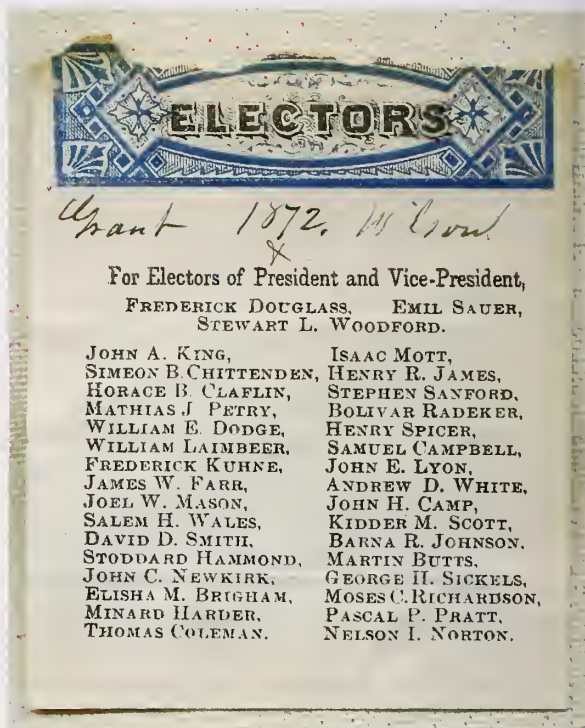 ELECTORS
Grant 1872. Wilson
&
For Electors of President and Vice-President,
FREDERICK DOUGLASS, EMIL SAUER,
STEWART L. WOODFORD.
JOHN A. KING,
SIMEON B. CHITTENDEN,
HORACE B. CLAFLIN,
MATHIAS J. PETRY,
WILLIAM E. DODGE,
WILLIAM LAIMBEER,
FREDERICK KUHNE,
JAMES W. FARR,
JOEL W. MASON,
SALEM H. WALES,
DAVID D. SMITH,
STODDARD HAMMOND,
JOHN C. NEWKIRK,
ELISHA M. BRIGHAM,
MINARD HARDER,
THOMAS COLEMAN.
ISAAC MOTT,
HENRY R. JAMES,
STEPHEN SANFORD,
BOLIVAR RADEKER,
HENRY SPICER,
SAMUEL CAMPBELL,
JOHN E. LYON,
ANDREW D. WHITE,
JOHN H. CAMP,
KIDDER M. SCOTT,
BARNA R. JOHNSON,
MARTIN BUTTS,
GEORGE H. SICKELS,
MOSES C. RICHARDSON,
PASCAL P. PRATT,
NELSON I. NORTON.